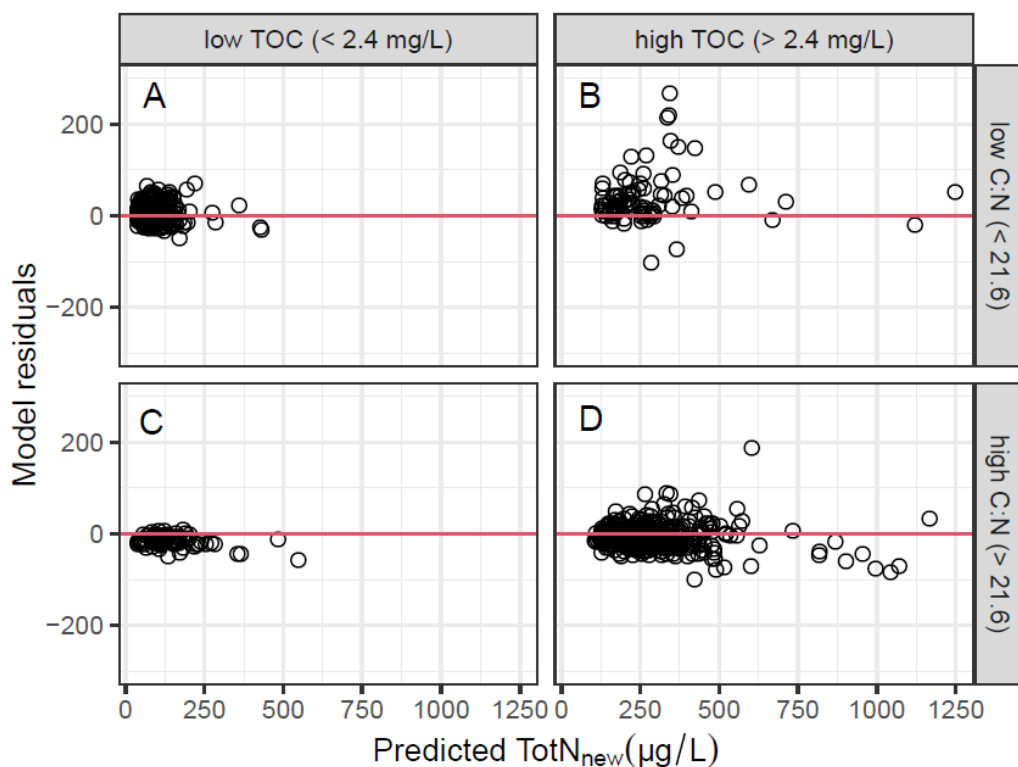 low TOC (< 2.4 mg/L)
high TOC (> 2.4 mg/L)
A
B
low C:N (< 21.6)
200
0
−200
Model residuals
C
D
high C:N (> 21.6)
200
0
−200
0 250 500 750 1000 1250
0 250 500 750 1000 1250
Predicted TotNnew(μg/L)